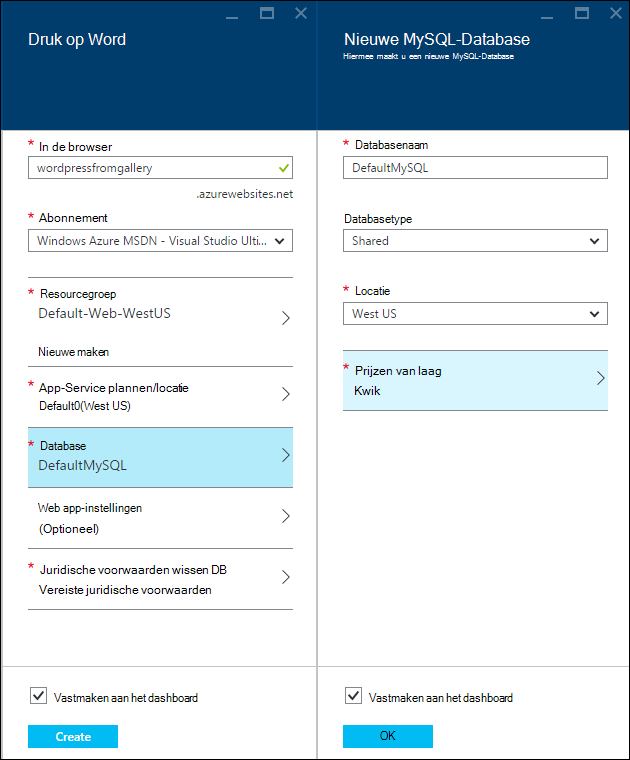 Druk op Word
* In de browser
wordpressfromgallery
.azurewebsites.net
* Abonnement
Windows Azure MSDN - Visual Studio Ulti...
* Resourcegroep
Default-Web-WestUS
Nieuwe maken
* App-Service plannen/locatie
Default0(West US)
* Database
DefaultMySQL
Web app-instellingen
(Optioneel)
* Juridische voorwaarden wissen DB
Vereiste juridische voorwaarden
Vastmaken aan het dashboard
Create
Nieuwe MySQL-Database
Hiermee maakt u een nieuwe MySQL-Database
* Databasenaam
DefaultMySQL
Databasetype
Shared
* Locatie
West US
* Prijzen van laag
Kwik
Vastmaken aan het dashboard
OK